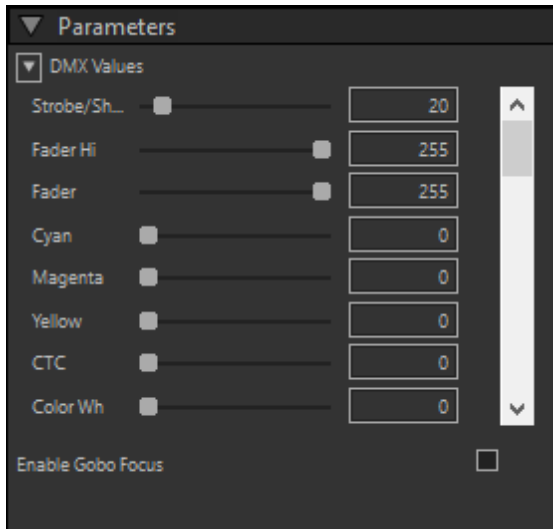 Parameters
DMX Values
Strobe/Sh... 20
Fader Hi 255
Fader 255
Cyan 0
Magenta 0
Yellow 0
CTC 0
Color Wh 0
Enable Gobo Focus